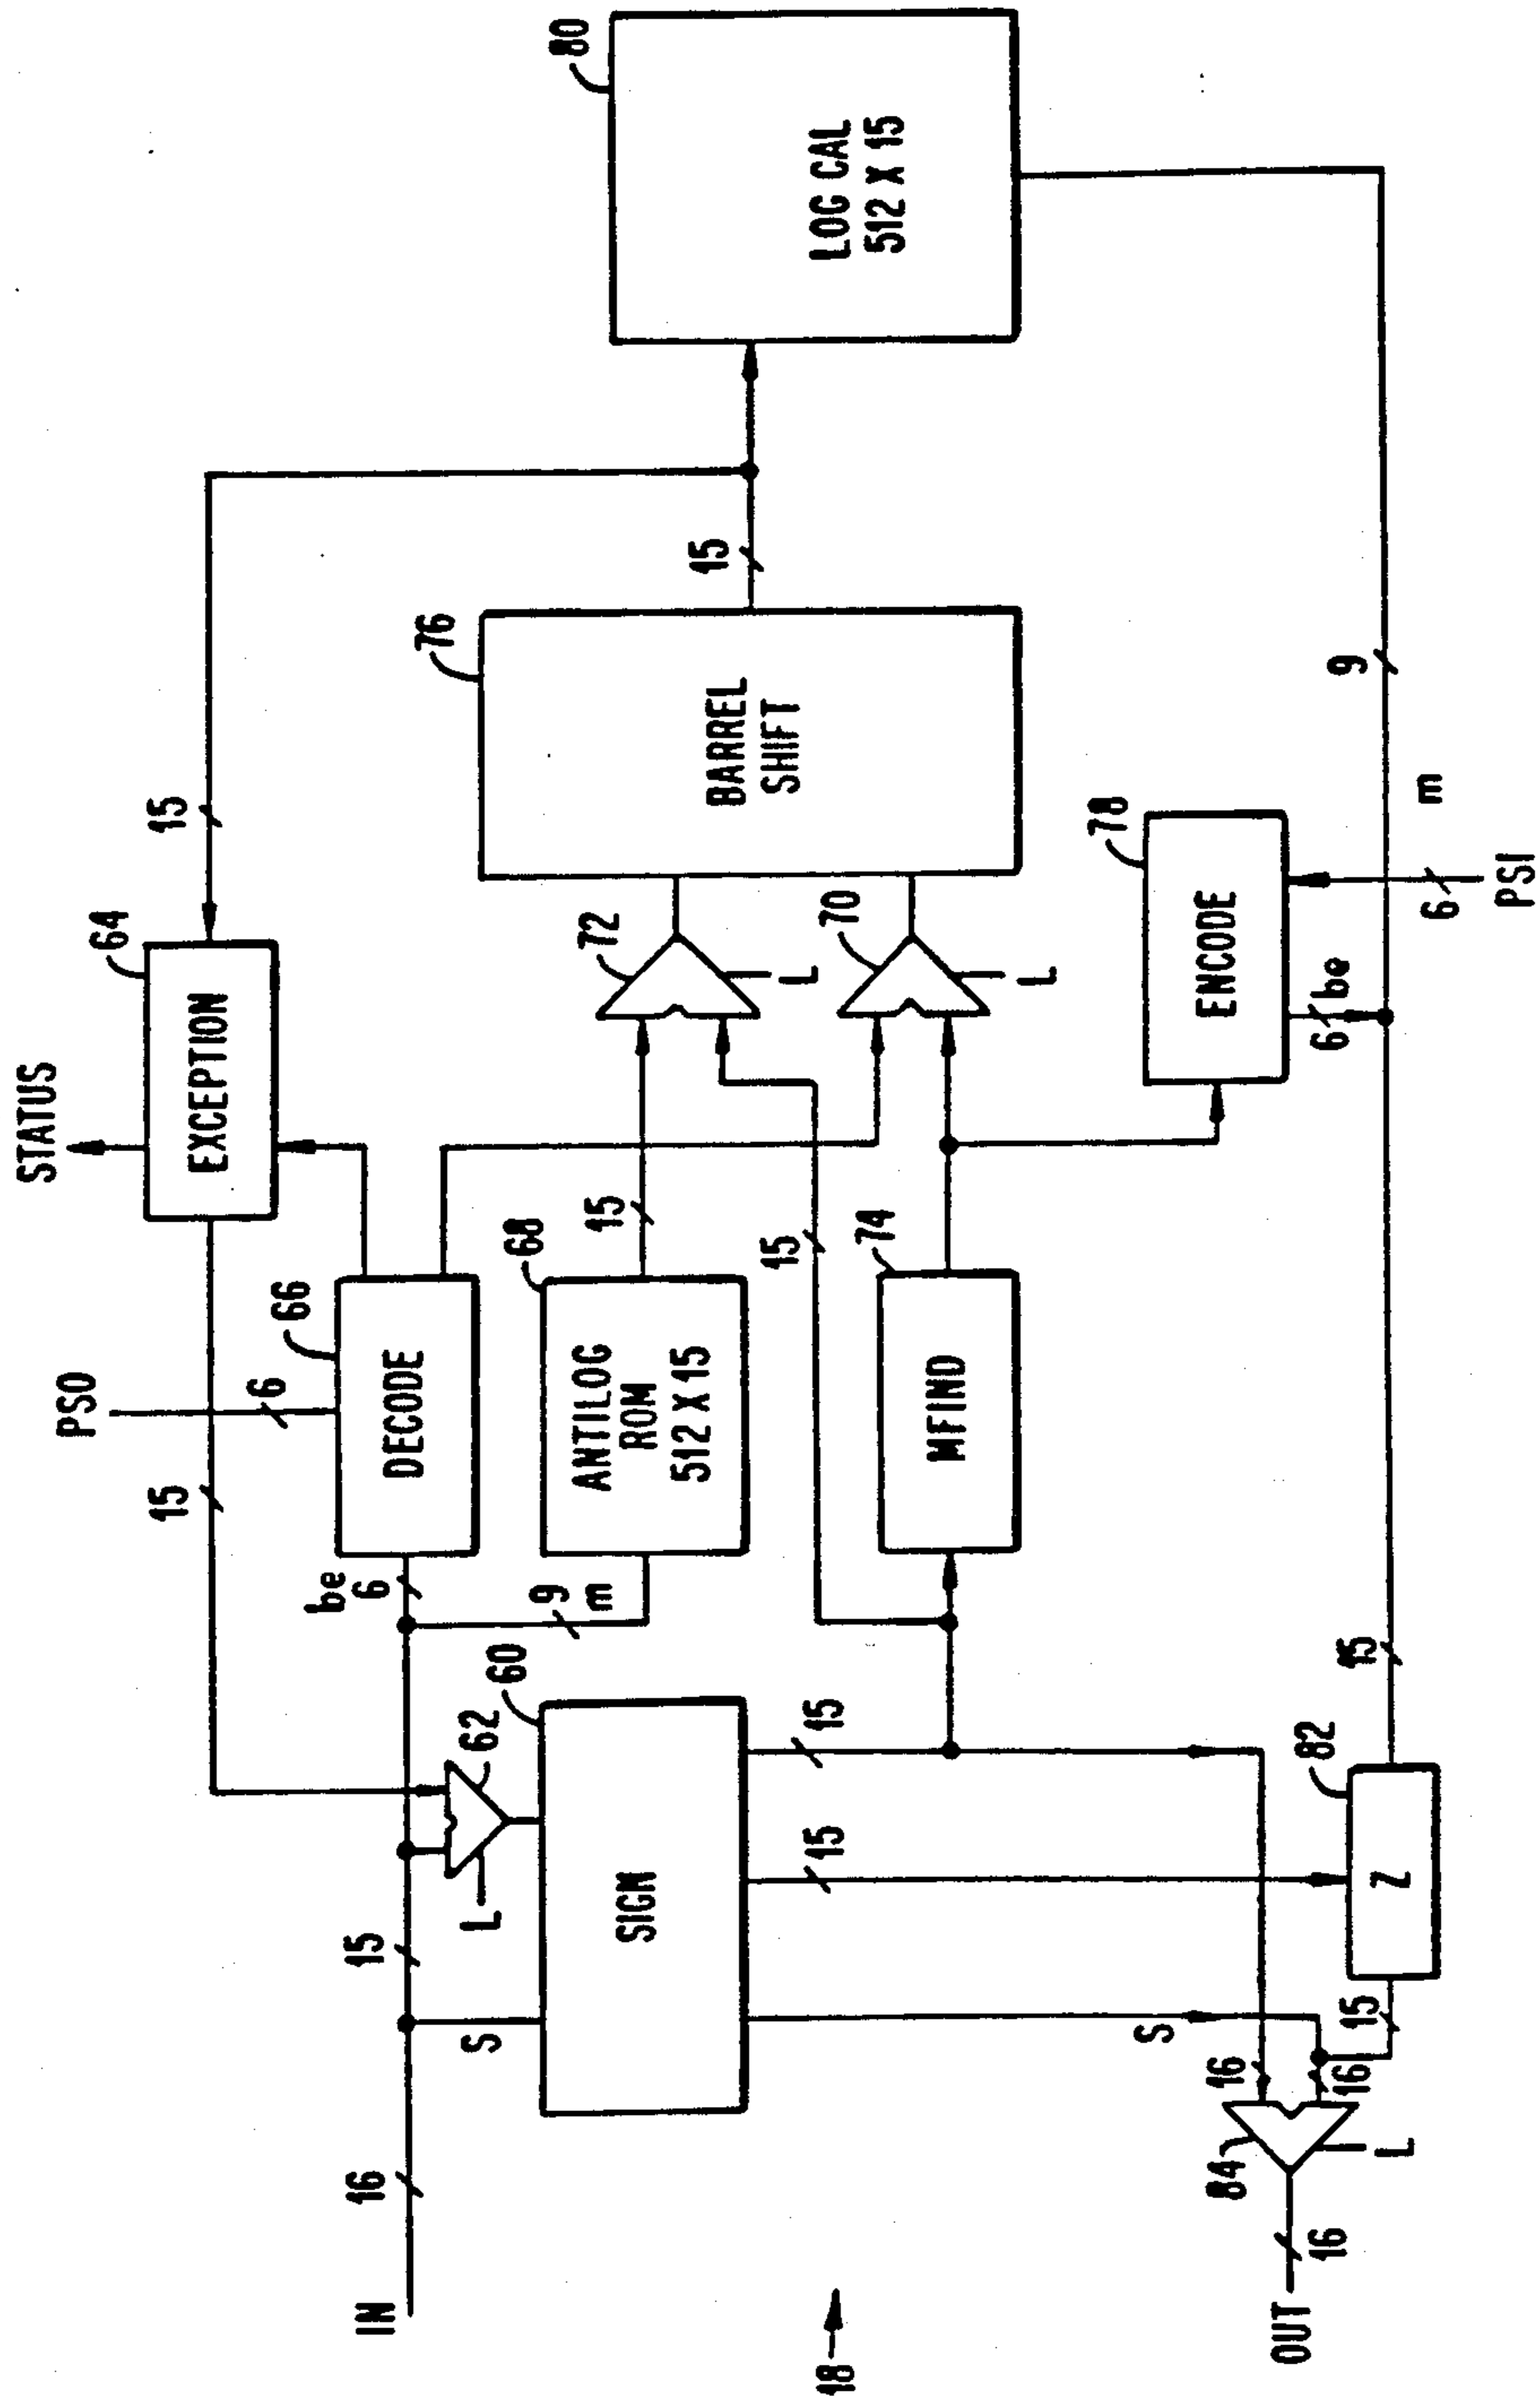 STATUS
PSO
15
6
64
EXCEPTION
15
IN
16
15
be
6
66
DECODE
S
L
62
60
SIGN
9
m
68
ANTILOG
ROM
512 X 15
15
72
L
76
BARREL
SHIFT
15
80
LOG CAL
512 X 15
15
15
15
74
MFIND
70
L
78
ENCODE
6
be
6
PSI
m
9
S
82
Z
15
15
16
16
84
L
16
OUT
18